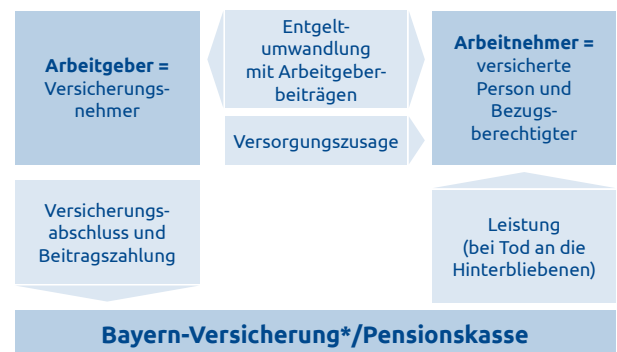 Arbeitgeber =
Versicherungs-
nehmer
Entgelt-
umwandlung
mit Arbeitgeber-
beiträgen
Versorgungszusage
Arbeitnehmer =
versicherte
Person und
Bezugs-
berechtigter
Versicherungs-
abschluss und
Beitragszahlung
Leistung
(bei Tod an die
Hinterbliebenen)
Bayern-Versicherung*/Pensionskasse